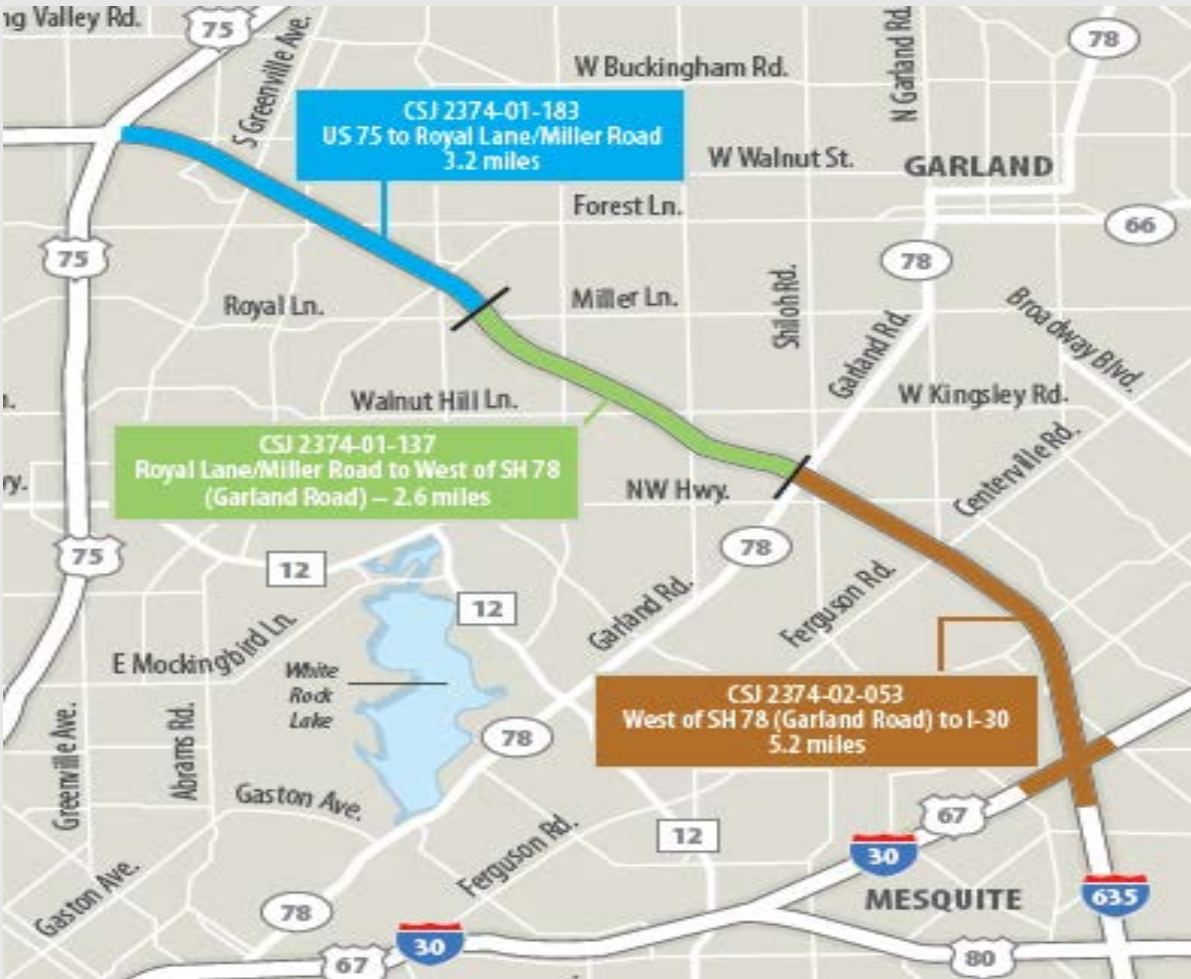 ng Valley Rd.
75
S Greenville Ave.
W Buckingham Rd.
N Garland Rd.
78
CSJ 2374-01-183
US 75 to Royal Lane/Miller Road
3.2 miles
W Walnut St.
GARLAND
Forest Ln.
66
75
78
Royal Ln.
Miller Ln.
Shiloh Rd.
Garland Rd.
Broadway Blvd.
Walnut Hill Ln.
W Kingsley Rd.
CSJ 2374-01-137
Royal Lane/Miller Road to West of SH 78
(Garland Road) – 2.6 miles
Centerville Rd.
NW Hwy.
wy.
75
12
78
12
Garland Rd.
Ferguson Rd.
E Mockingbird Ln.
White
Rock
Lake
CSJ 2374-02-053
West of SH 78 (Garland Road) to I-30
5.2 miles
Greenville Ave.
Abrams Rd.
78
Gaston Ave.
67
12
30
Ferguson Rd.
Gaston Ave.
MESQUITE
635
78
30
67
80